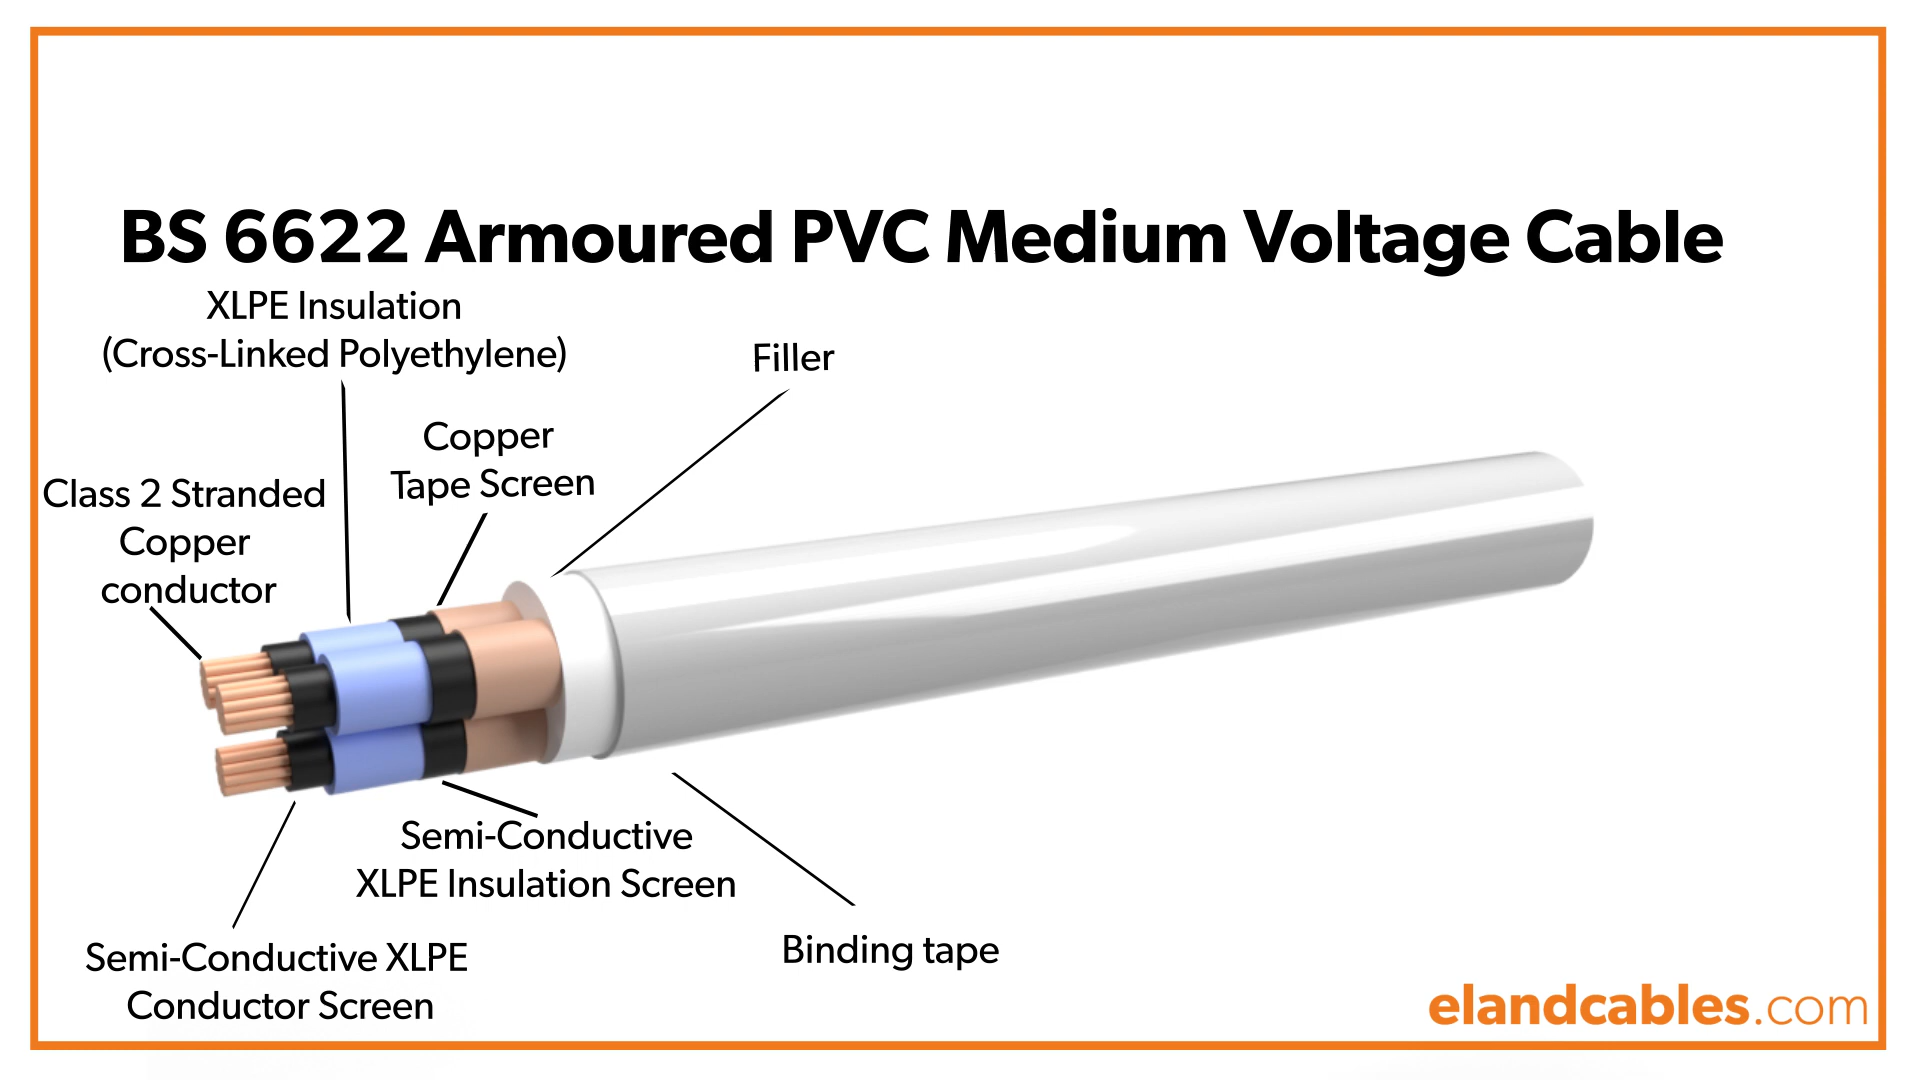 BS 6622 Armoured PVC Medium Voltage Cable
XLPE Insulation
(Cross-Linked Polyethylene)
Filler
Copper
Tape Screen
Class 2 Stranded
Copper
conductor
Semi-Conductive
XLPE Insulation Screen
Binding tape
Semi-Conductive XLPE
Conductor Screen
elandcables.com